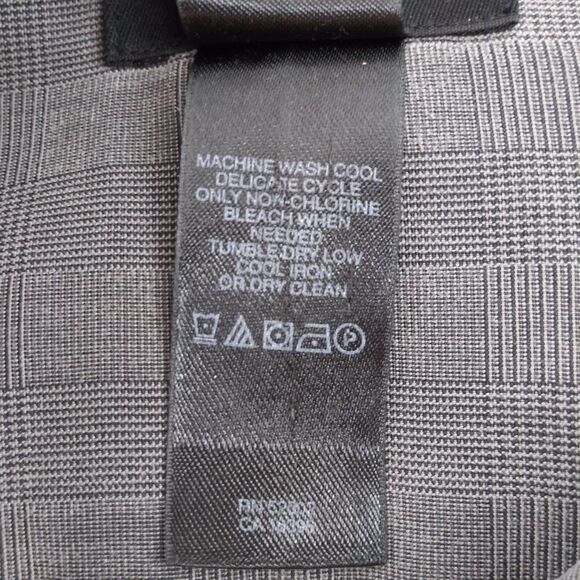 MACHINE WASH COOL
DELICATE CYCLE
ONLY NON-CHLORINE
BLEACH WHEN
NEEDED
TUMBLE DRY LOW
COOL IRON
OR DRY CLEAN
P
RN 52002
CA